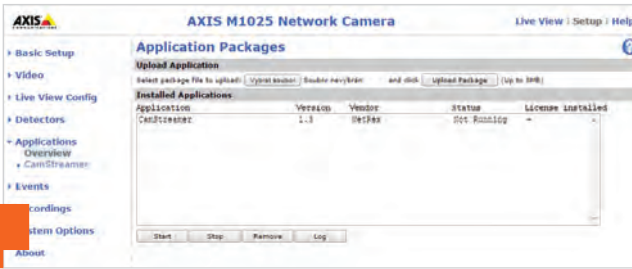 AXIS
COMMUNICATIONS
AXIS M1025 Network Camera
Live View | Setup | Help
Basic Setup
Video
Live View Config
Detectors
Applications
Overview
CamStreamer
Events
cordings
stem Options
About
Application Packages
Upload Application
Select package file to upload: Vybrat soubor Soubor nevybrán and click Upload Package (Up to
Installed Applications
Application Version Vendor Status License installed
CamStreamer 1.3 NetRex Not Running -
Start Stop Remove Log